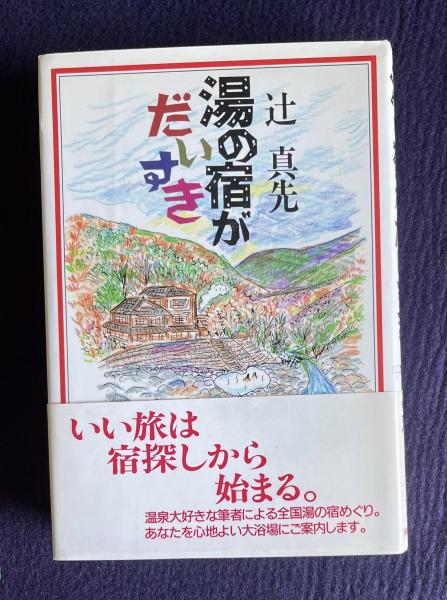 辻 真先
湯の宿が
だいすき
いい旅は
宿探しから
始まる。
温泉大好きな筆者による全国湯の宿めぐり。
あなたを心地よい大浴場にご案内します。